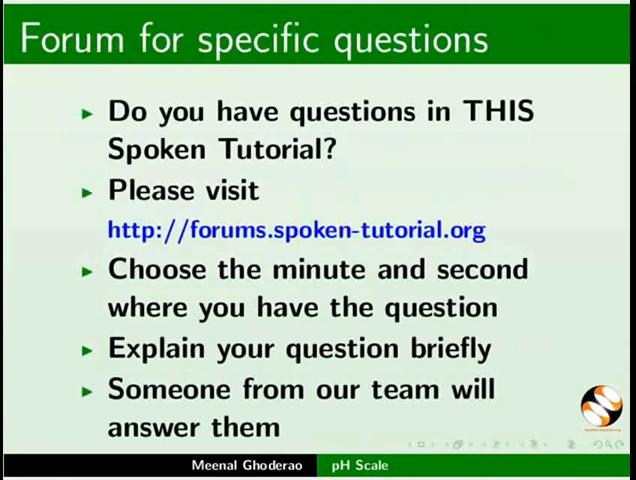 Forum for specific questions
Do you have questions in THIS
Spoken Tutorial?
Please visit
http://forums.spoken-tutorial.org
Choose the minute and second
where you have the question
Explain your question briefly
Someone from our team will
answer them
Meenal Ghoderao pH Scale